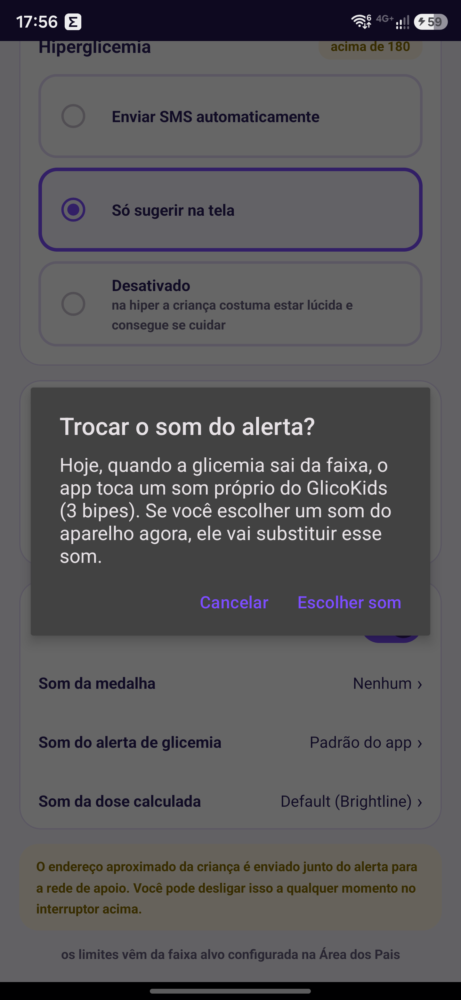 17:56
6
4G+
59
Hiperglicemia
acima de 180
Enviar SMS automaticamente
Só sugerir na tela
Desativado
na hiper a criança costuma estar lúcida e
consegue se cuidar
Trocar o som do alerta?
Hoje, quando a glicemia sai da faixa, o
app toca um som próprio do GlicoKids
(3 bipes). Se você escolher um som do
aparelho agora, ele vai substituir esse
som.
Cancelar
Escolher som
Som da medalha
Nenhum ›
Som do alerta de glicemia
Padrão do app ›
Som da dose calculada
Default (Brightline) ›
O endereço aproximado da criança é enviado junto do alerta para
a rede de apoio. Você pode desligar isso a qualquer momento no
interruptor acima.
os limites vêm da faixa alvo configurada na Área dos Pais